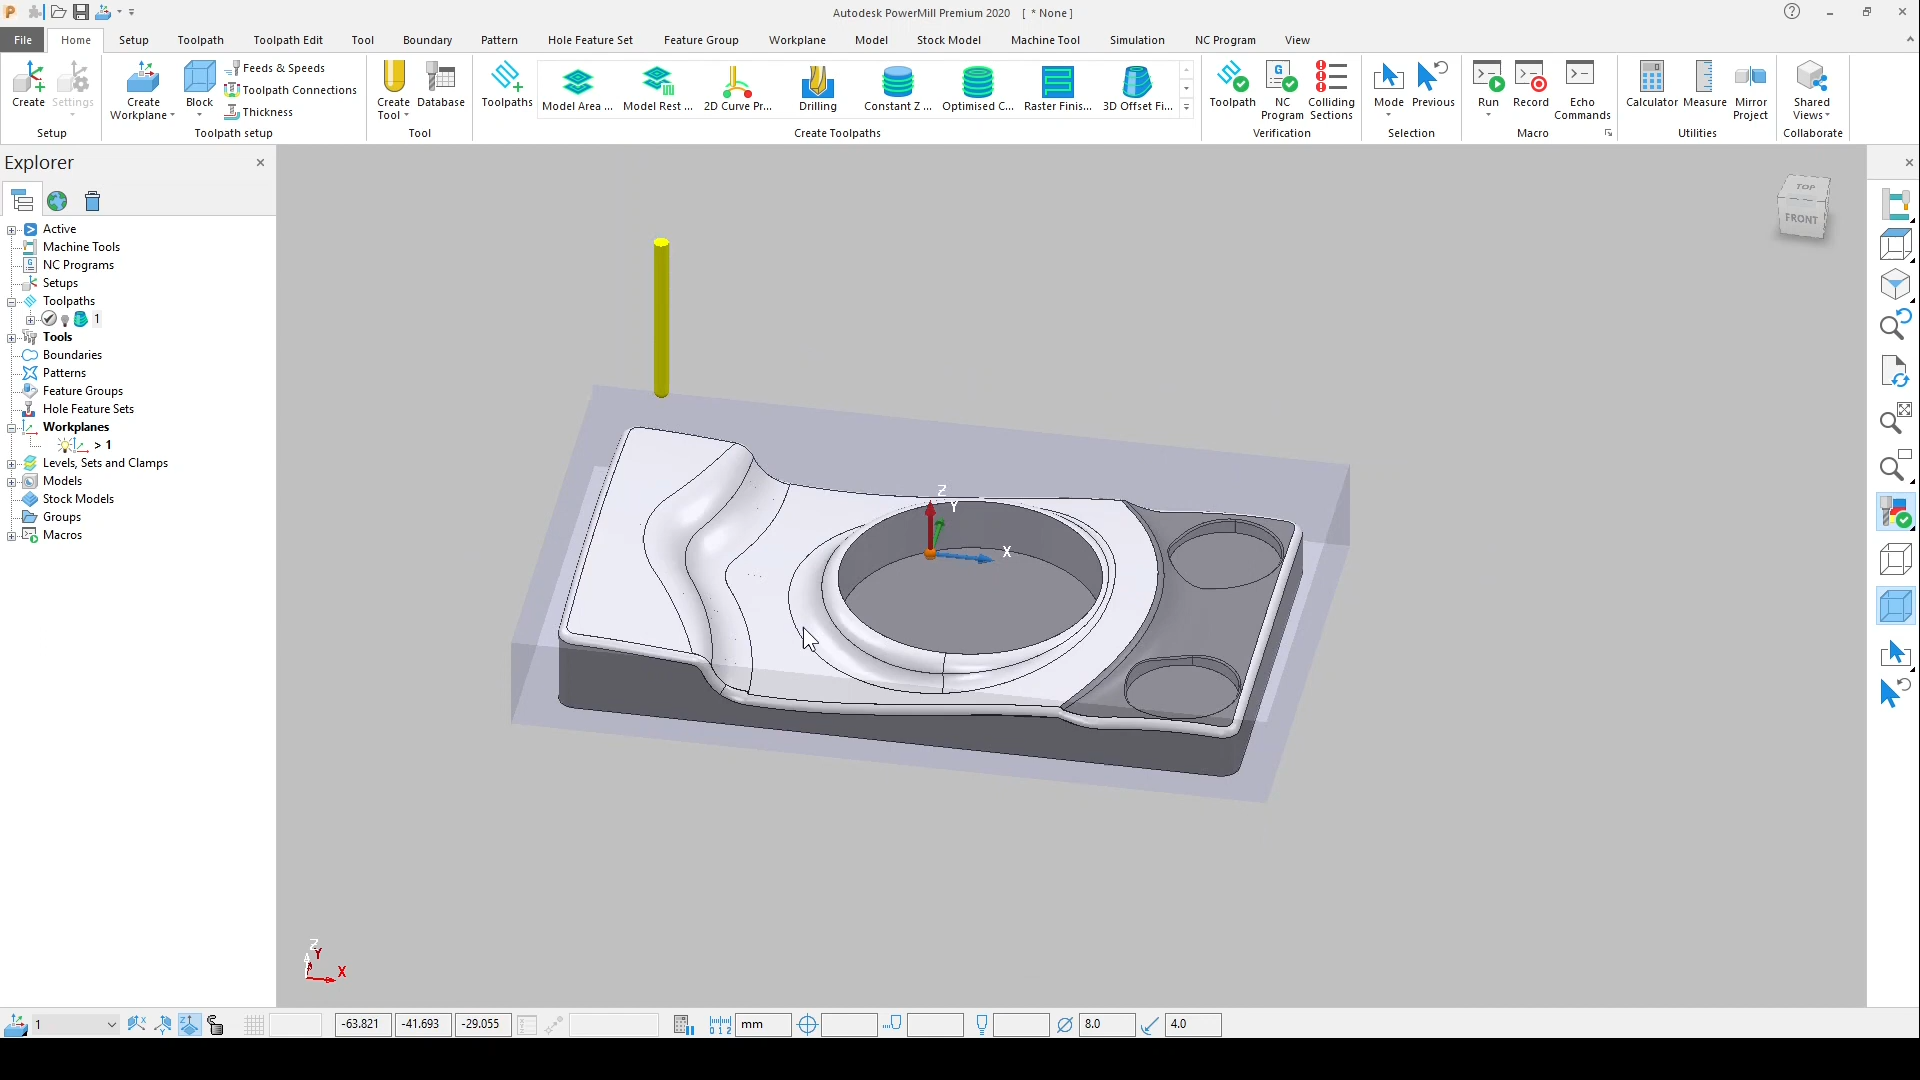 Autodesk PowerMill Premium 2020 [ * None ]
File Home Setup Toolpath Toolpath Edit Tool Boundary Pattern Hole Feature Set Feature Group Workplane Model Stock Model Machine Tool Simulation NC Program View
Create Settings Create Workplane Block Feeds & Speeds Toolpath Connections Thickness Create Tool Database Toolpaths Model Area ... Model Rest ... 2D Curve Pr... Drilling Constant Z ... Optimised C... Raster Finis... 3D Offset Fi... Toolpath NC Program Colliding Sections Mode Previous Run Record Echo Commands Calculator Measure Mirror Project Shared Views
Setup Toolpath setup Tool Create Toolpaths Verification Selection Macro Utilities Collaborate
Explorer
Active
Machine Tools
NC Programs
Setups
Toolpaths
1
Tools
Boundaries
Patterns
Feature Groups
Hole Feature Sets
Workplanes
> 1
Levels, Sets and Clamps
Models
Stock Models
Groups
Macros
TOP
FRONT
Z
Y
X
Z
Y
X
1 -63.821 -41.693 -29.055 mm 8.0 4.0